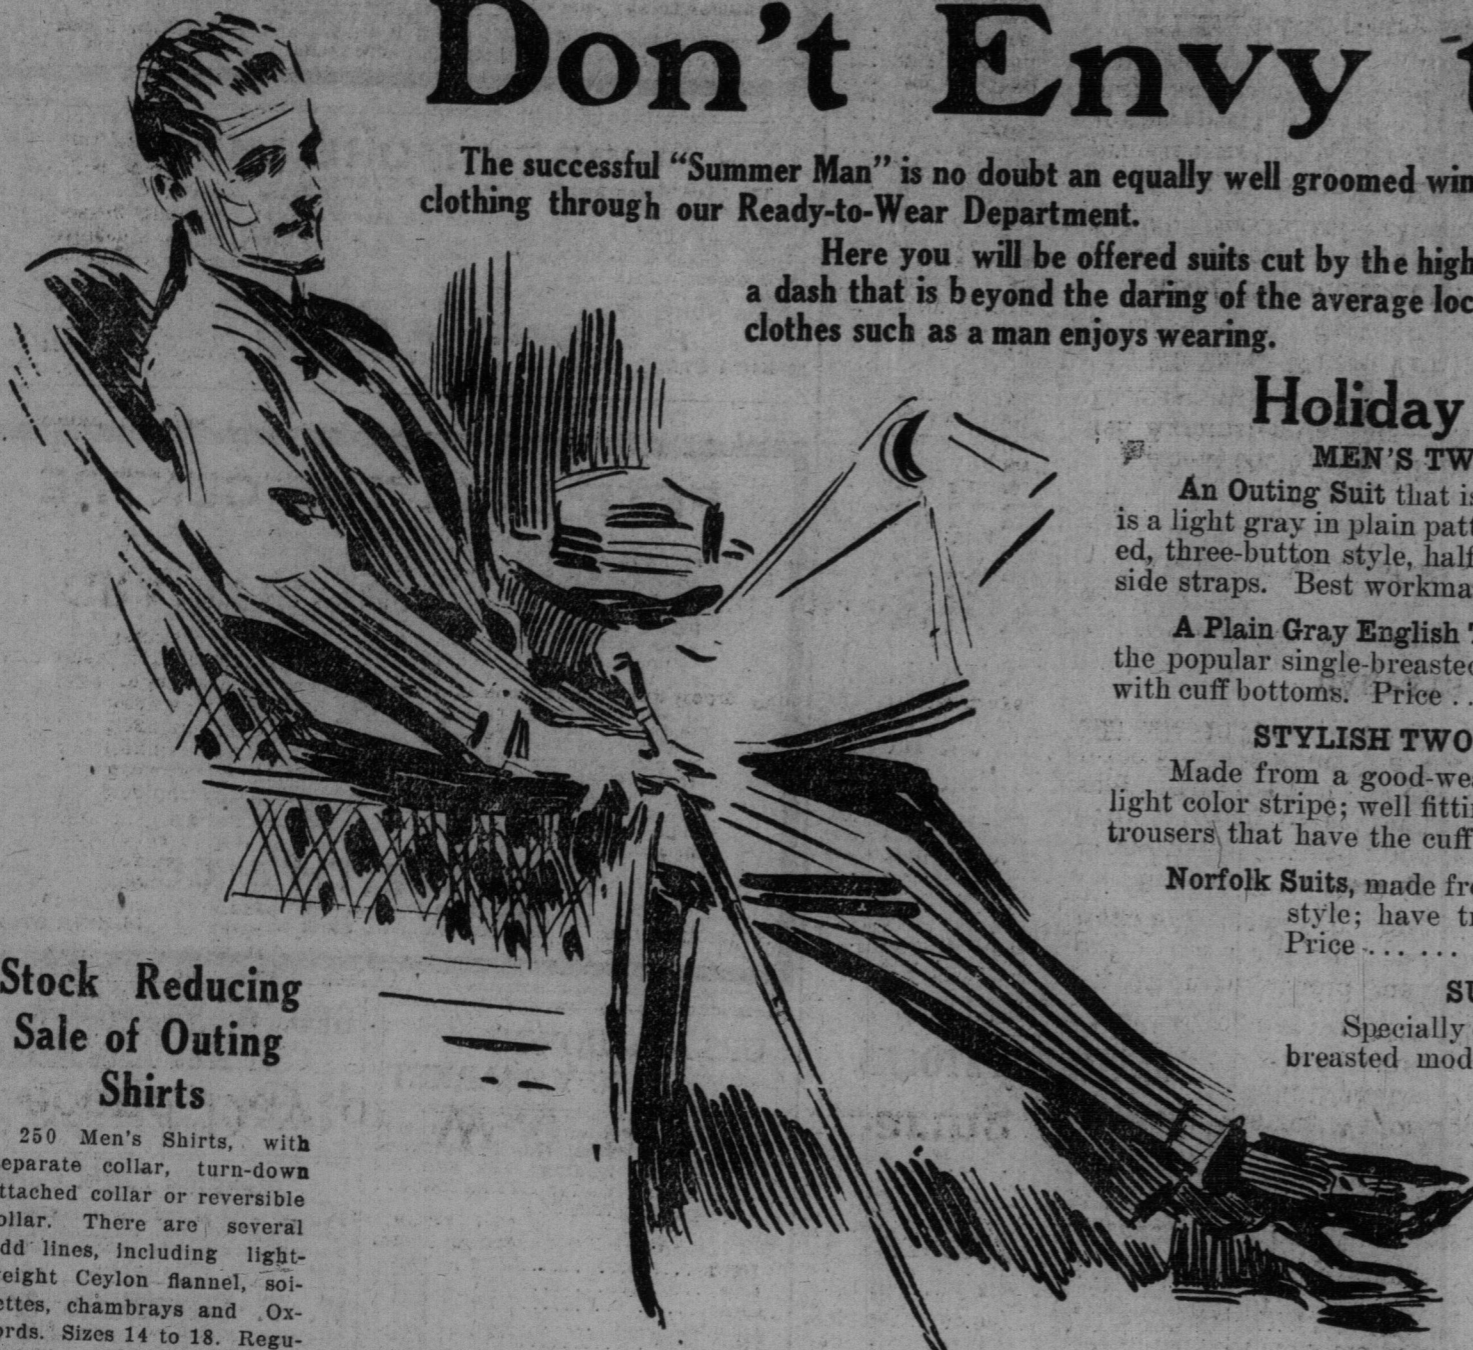 Don't Envy
The successful "Summer Man" is no doubt an equally well groomed win
clothing through our Ready-to-Wear Department.
Here you will be offered suits cut by the high
a dash that is beyond the daring of the average loc
clothes such as a man enjoys wearing.
Holiday
MEN'S TW
An Outing Suit that is
is a light gray in plain patt
ed, three-button style, half
side straps. Best workma
A Plain Gray English
the popular single-breasted
with cuff bottoms. Price . .
STYLISH TWO
Made from a good-wea
light color stripe; well fitti
trousers that have the cuff
Norfolk Suits, made fro
style; have tr
Price . . . . . .
SU
Specially
breasted mod
Stock Reducing
Sale of Outing
Shirts
250 Men's Shirts, with
eparate collar, turn-down
ttached collar or reversible
ollar. There are several
dd lines, including light-
eight Ceylon flannel, soi-
ettes, chambrays and Ox-
ords. Sizes 14 to 18. Regu-